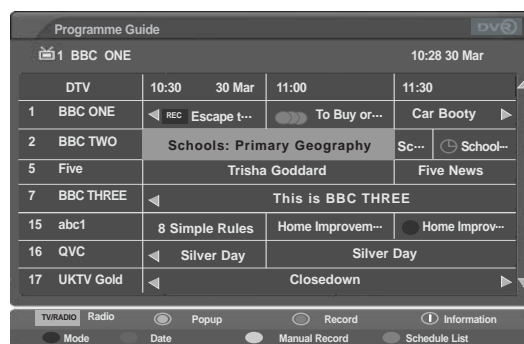 Programme Guide DVR
1 BBC ONE 10:28 30 Mar
DTV 10:30 30 Mar 11:00 11:30
1 BBC ONE REC Escape t... To Buy or... Car Booty
2 BBC TWO Schools: Primary Geography Sc... School...
5 Five Trisha Goddard Five News
7 BBC THREE This is BBC THREE
15 abc1 8 Simple Rules Home Improvem... Home Improv...
16 QVC Silver Day Silver Day
17 UKTV Gold Closedown
TV/RADIO Radio Popup Record Information
Mode Date Manual Record Schedule List